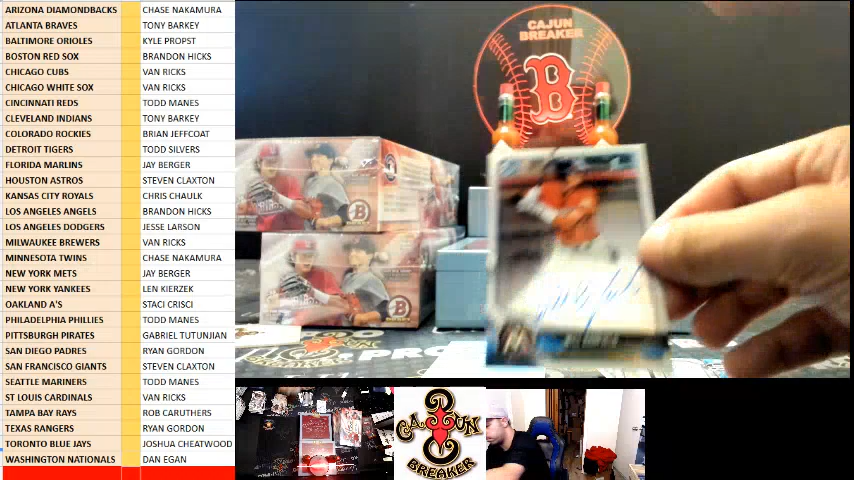 ARIZONA DIAMONDBACKS CHASE NAKAMURA
ATLANTA BRAVES TONY BARKEY
BALTIMORE ORIOLES KYLE PROPST
BOSTON RED SOX BRANDON HICKS
CHICAGO CUBS VAN RICKS
CHICAGO WHITE SOX VAN RICKS
CINCINNATI REDS TODD MANES
CLEVELAND INDIANS TONY BARKEY
COLORADO ROCKIES BRIAN JEFFCOAT
DETROIT TIGERS TODD SILVERS
FLORIDA MARLINS JAY BERGER
HOUSTON ASTROS STEVEN CLAXTON
KANSAS CITY ROYALS CHRIS CHAULK
LOS ANGELES ANGELS BRANDON HICKS
LOS ANGELES DODGERS JESSE LARSON
MILWAUKEE BREWERS VAN RICKS
MINNESOTA TWINS CHASE NAKAMURA
NEW YORK METS JAY BERGER
NEW YORK YANKEES LEN KIERZEK
OAKLAND A'S STACI CRISCI
PHILADELPHIA PHILLIES TODD MANES
PITTSBURGH PIRATES GABRIEL TUTUNJIAN
SAN DIEGO PADRES RYAN GORDON
SAN FRANCISCO GIANTS STEVEN CLAXTON
SEATTLE MARINERS TODD MANES
ST LOUIS CARDINALS VAN RICKS
TAMPA BAY RAYS ROB CARUTHERS
TEXAS RANGERS RYAN GORDON
TORONTO BLUE JAYS JOSHUA CHEATWOOD
WASHINGTON NATIONALS DAN EGAN
CAJUN
BREAKER
B
CAJUN
BREAKER